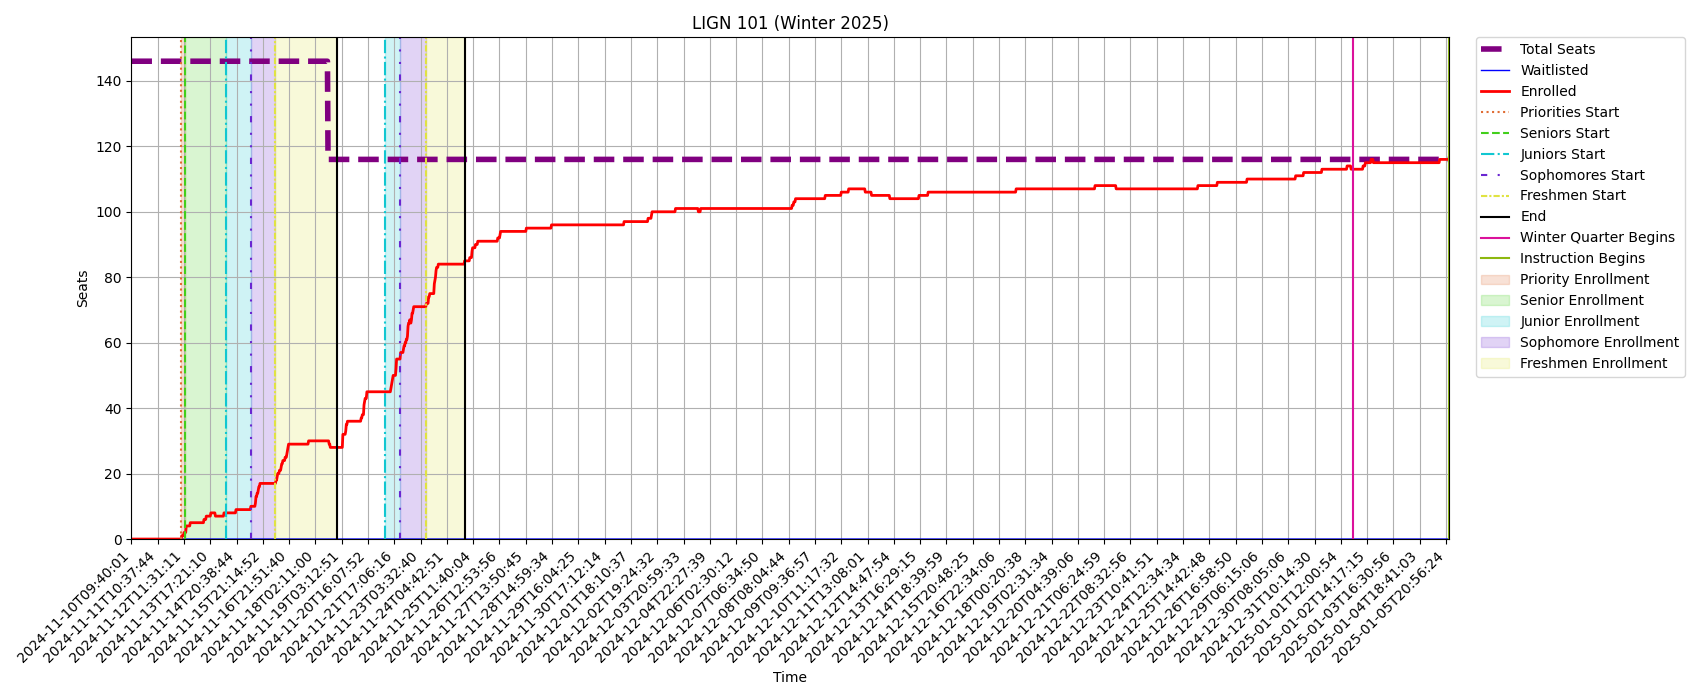 LIGN 101 (Winter 2025)
Seats
140
120
100
80
60
40
20
0
2024-11-10T09:40:01
2024-11-11T10:37:44
2024-11-12T11:31:11
2024-11-13T17:21:10
2024-11-14T20:38:44
2024-11-15T21:14:52
2024-11-16T21:51:40
2024-11-18T02:11:00
2024-11-19T03:12:51
2024-11-20T16:07:52
2024-11-21T17:06:16
2024-11-23T03:32:40
2024-11-24T04:42:51
2024-11-25T11:40:04
2024-11-26T12:53:56
2024-11-27T13:50:45
2024-11-28T14:59:34
2024-11-29T16:04:25
2024-11-30T17:12:14
2024-12-01T18:10:37
2024-12-02T19:24:32
2024-12-03T20:59:33
2024-12-04T22:27:39
2024-12-06T02:30:12
2024-12-07T06:34:50
2024-12-08T08:04:44
2024-12-09T09:36:57
2024-12-10T11:17:32
2024-12-11T13:08:01
2024-12-12T14:47:54
2024-12-13T16:29:15
2024-12-14T18:39:59
2024-12-15T20:48:25
2024-12-16T22:34:06
2024-12-18T00:20:38
2024-12-19T02:31:34
2024-12-20T04:39:06
2024-12-21T06:24:59
2024-12-22T08:32:56
2024-12-23T10:41:51
2024-12-24T12:34:34
2024-12-25T14:42:48
2024-12-26T16:58:50
2024-12-29T06:15:06
2024-12-30T08:05:06
2024-12-31T10:14:30
2025-01-01T12:00:54
2025-01-02T14:17:15
2025-01-03T16:30:56
2025-01-04T18:41:03
2025-01-05T20:56:24
Time
Total Seats
Waitlisted
Enrolled
Priorities Start
Seniors Start
Juniors Start
Sophomores Start
Freshmen Start
End
Winter Quarter Begins
Instruction Begins
Priority Enrollment
Senior Enrollment
Junior Enrollment
Sophomore Enrollment
Freshmen Enrollment